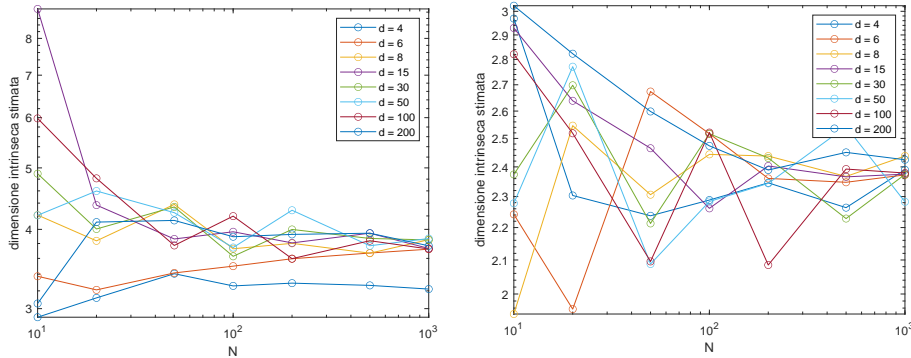 dimensione intrinseca stimata
8
7
6
5
4
3
10^1
10^2
10^3
N
d = 4
d = 6
d = 8
d = 15
d = 30
d = 50
d = 100
d = 200
dimensione intrinseca stimata
3
2.9
2.8
2.7
2.6
2.5
2.4
2.3
2.2
2.1
2
10^1
10^2
10^3
N
d = 4
d = 6
d = 8
d = 15
d = 30
d = 50
d = 100
d = 200